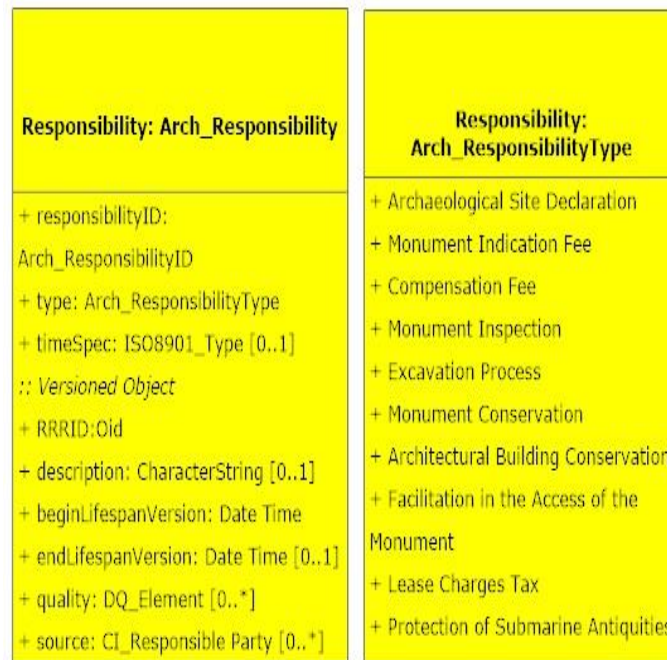 Responsibility: Arch_Responsibility
+ responsibilityID:
Arch_ResponsibilityID
+ type: Arch_ResponsibilityType
+ timeSpec: ISO8901_Type [0..1]
:: Versioned Object
+ RRRID:Oid
+ description: CharacterString [0..1]
+ beginLifespanVersion: Date Time
+ endLifespanVersion: Date Time [0..1]
+ quality: DQ_Element [0..*]
+ source: CI_Responsible Party [0..*]
Responsibility:
Arch_ResponsibilityType
+ Archaeological Site Declaration
+ Monument Indication Fee
+ Compensation Fee
+ Monument Inspection
+ Excavation Process
+ Monument Conservation
+ Architectural Building Conservation
+ Facilitation in the Access of the
Monument
+ Lease Charges Tax
+ Protection of Submarine Antiquities